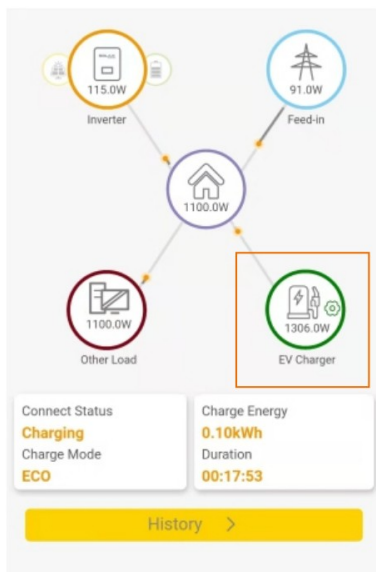 115.0W
91.0W
Inverter
Feed-in
1100.0W
1100.0W
1306.0W
Other Load
EV Charger
Connect Status
Charging
Charge Mode
ECO
Charge Energy
0.10kWh
Duration
00:17:53
History >